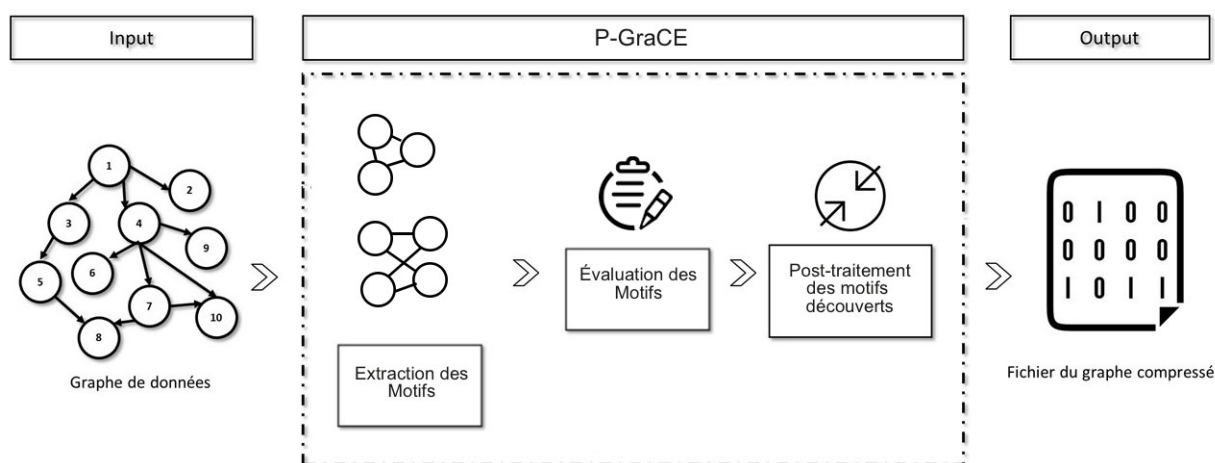 Input
P-GraCE
Output
1
2
3
4
9
6
5
7
10
8
Graphe de données
Extraction des
Motifs
Évaluation des
Motifs
Post-traitement
des motifs
découverts
0 1 0 0
0 0 0 0
1 0 1 1
Fichier du graphe compressé